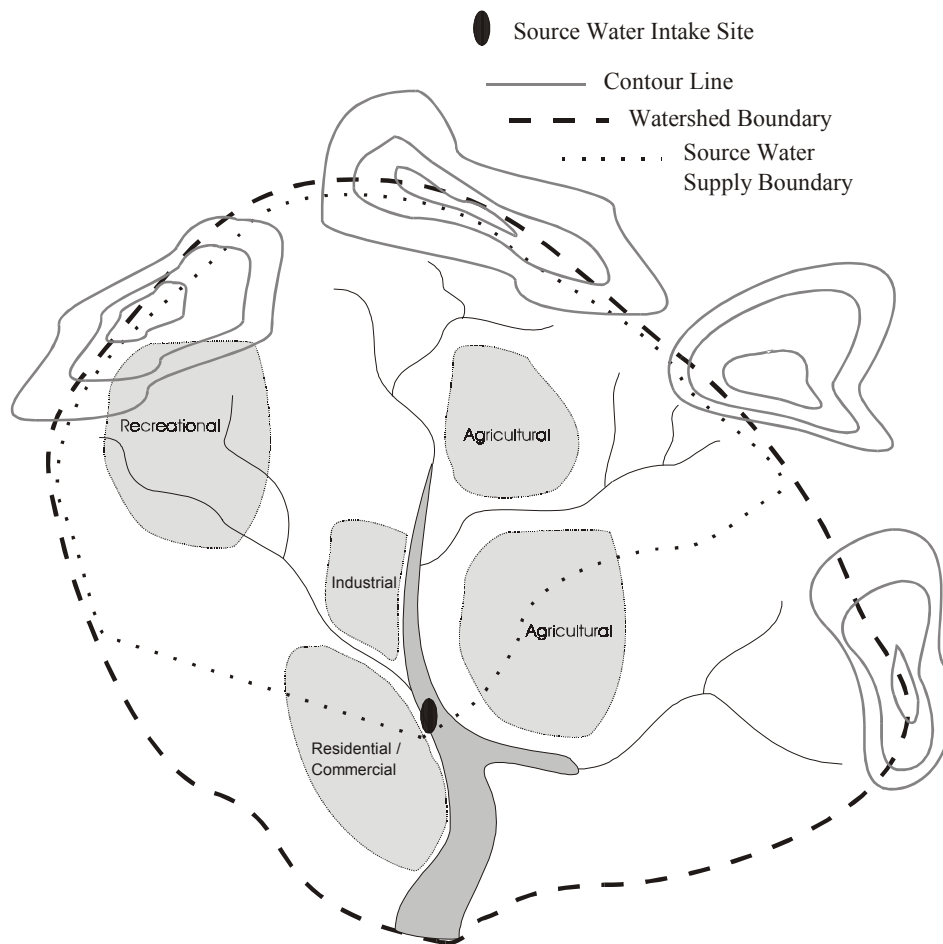 Source Water Intake Site
Contour Line
Watershed Boundary
Source Water
Supply Boundary
Recreational
Agricultural
Industrial
Agricultural
Residential /
Commercial